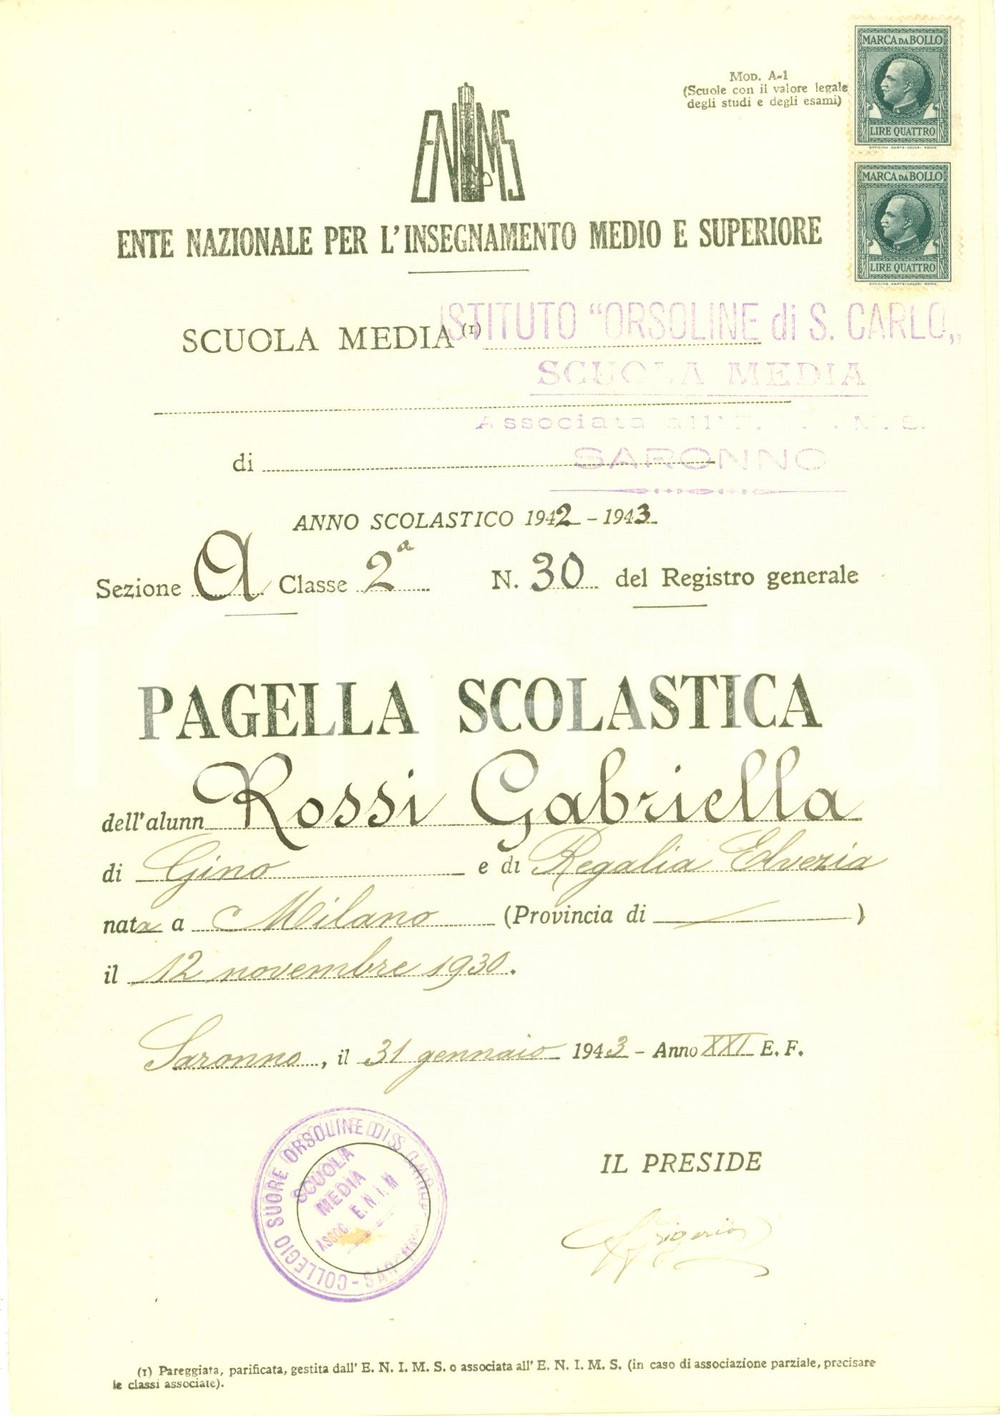 MARCA DA BOLLO
LIRE QUATTRO
MARCA DA BOLLO
LIRE QUATTRO
MOD. A-1
(Scuole con il valore legale
degli studi e degli esami)
ENIMS
ENTE NAZIONALE PER L'INSEGNAMENTO MEDIO E SUPERIORE
SCUOLA MEDIA (1) ISTITUTO "ORSOLINE di S. CARLO„
SCUOLA MEDIA
Associata all'E. N. I. M. S.
di SARONNO
ANNO SCOLASTICO 1942 - 1943
Sezione A Classe 2ª N. 30 del Registro generale
PAGELLA SCOLASTICA
dell'alunn Rossi Gabriella
di Gino e di Regalia Elvezia
nata a Milano (Provincia di )
il 12 novembre 1930.
Saronno, il 31 gennaio 1943 - Anno XXI E. F.
COLLEGIO SUORE ORSOLINE DI S.
SCUOLA
MEDIA
ASSOC. E.N.I.M
IL PRESIDE
(1) Pareggiata, parificata, gestita dall' E. N. I. M. S. o associata all' E. N. I. M. S. (in caso di associazione parziale, precisare
le classi associate).